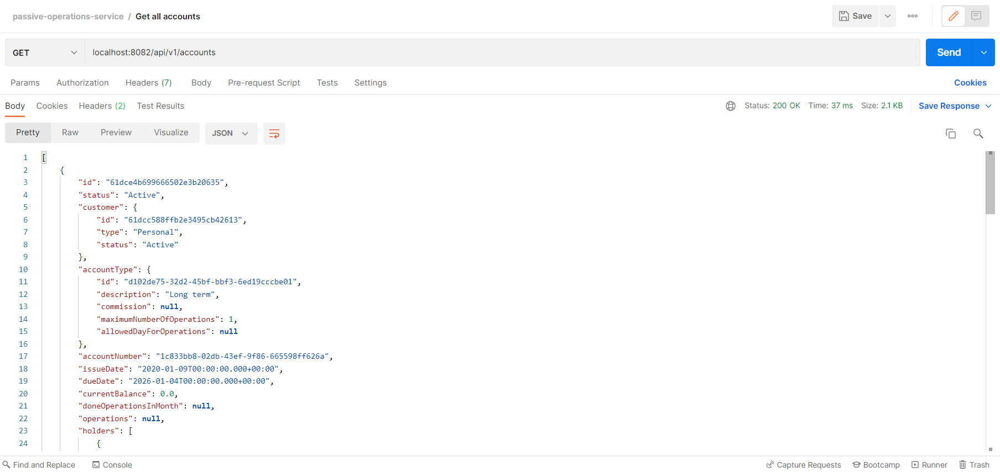 passive-operations-service / Get all accounts Save
GET localhost:8082/api/v1/accounts Send
Params Authorization Headers (7) Body Pre-request Script Tests Settings Cookies
Body Cookies Headers (2) Test Results Status: 200 OK Time: 37 ms Size: 2.1 KB Save Response
Pretty Raw Preview Visualize JSON
1 [
2 {
3 "id": "61dce4b699666502e3b20635",
4 "status": "Active",
5 "customer": {
6 "id": "61dcc588ffb2e3495cb42613",
7 "type": "Personal",
8 "status": "Active"
9 },
10 "accountType": {
11 "id": "d102de75-32d2-45bf-bbf3-6ed19cccbe01",
12 "description": "Long term",
13 "commission": null,
14 "maximumNumberOfOperations": 1,
15 "allowedDayForOperations": null
16 },
17 "accountNumber": "1c833bb8-02db-43ef-9f86-665598ff626a",
18 "issueDate": "2020-01-09T00:00:00.000+00:00",
19 "dueDate": "2026-01-04T00:00:00.000+00:00",
20 "currentBalance": 0.0,
21 "doneOperationsInMonth": null,
22 "operations": null,
23 "holders": [
24 {
Find and Replace Console Capture Requests Bootcamp Runner Trash